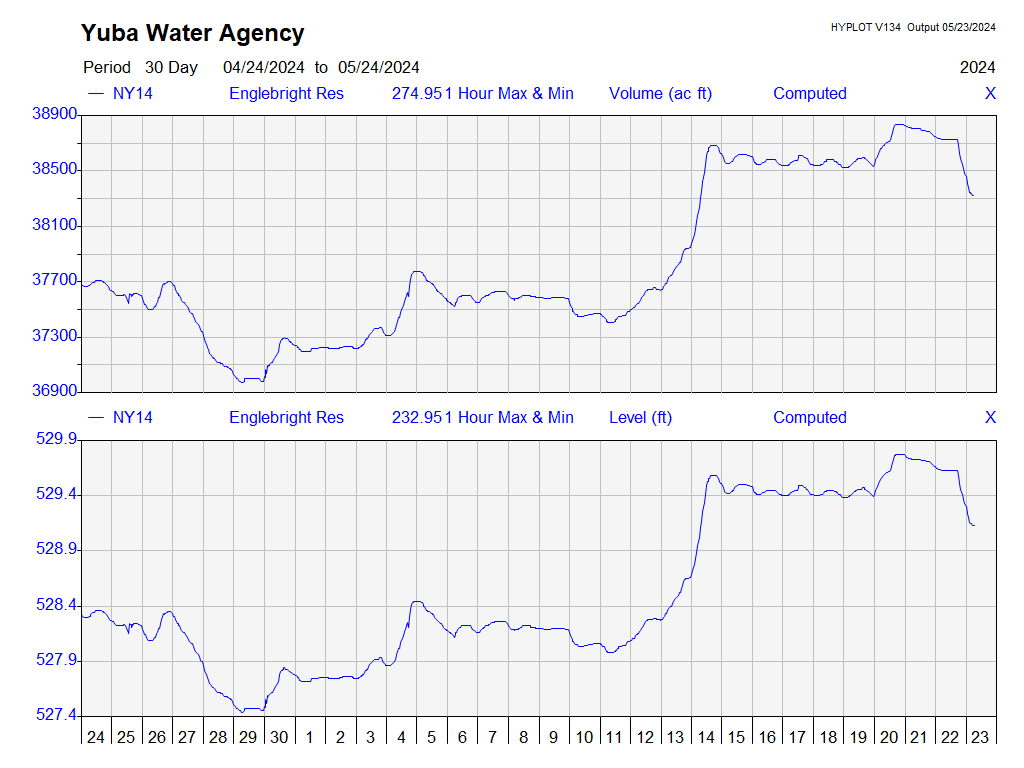 Yuba Water Agency
HYPLOT V134 Output 05/23/2024
Period 30 Day 04/24/2024 to 05/24/2024
2024
NY14 Englebright Res 274.951 Hour Max & Min Volume (ac ft) Computed X
38900
38500
38100
37700
37300
36900
NY14 Englebright Res 232.951 Hour Max & Min Level (ft) Computed X
529.9
529.4
528.9
528.4
527.9
527.4
24 25 26 27 28 29 30 1 2 3 4 5 6 7 8 9 10 11 12 13 14 15 16 17 18 19 20 21 22 23